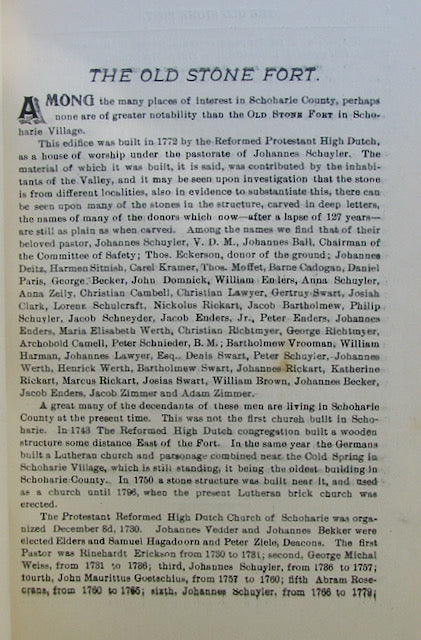 THE OLD STONE FORT.
AMONG the many places of interest in Schoharie County, perhaps
none are of greater notability than the OLD STONE FORT in Scho-
harie Village.
This edifice was built in 1772 by the Reformed Protestant High Dutch,
as a house of worship under the pastorate of Johannes Schuyler. The
material of which it was built, it is said, was contributed by the inhabi-
tants of the Valley, and it may be seen upon investigation that the stone
is from different localities, also in evidence to substantiate this, there can
be seen upon many of the stones in the structure, carved in deep letters,
the names of many of the donors which now—after a lapse of 127 years—
are still as plain as when carved. Among the names we find that of their
beloved pastor, Johannes Schuyler, V. D. M., Johannes Ball, Chairman of
the Committee of Safety; Thos. Eckerson, donor of the ground; Johannes
Deitz, Harmen Sitnish, Carel Kramer, Thos. Moffet, Barne Cadogan, Daniel
Paris, George Becker, John Domnick, William Enders, Anna Schuyler,
Anna Zeily, Christian Cambell, Christian Lawyer, Gertruy Swart, Josiah
Clark, Lorens Schulcraft, Nickolus Rickart, Jacob Bartholmew, Philip
Schuyler, Jacob Schneyder, Jacob Enders, Jr., Peter Enders, Johannes
Enders, Maria Elisabeth Werth, Christian Richtmyer, George Richtmyer,
Archobold Camell, Peter Schnieder, B. M.; Bartholmew Vrooman, William
Harman, Johannes Lawyer, Esq., Denis Swart, Peter Schuyler, Johannes
Werth, Henrick Werth, Bartholmew Swart, Johannes Rickart, Katherine
Rickart, Marcus Rickart, Josias Swart, William Brown, Johannes Becker,
Jacob Enders, Jacob Zimmer and Adam Zimmer.
A great many of the decendants of these men are living in Schoharie
County at the present time. This was not the first church built in Scho-
harie. In 1743 The Reformed High Dutch congregation built a wooden
structure some distance East of the Fort. In the same year the Germans
built a Lutheran church and parsonage combined near the Cold Spring in
Schoharie Village, which is still standing, it being the oldest building in
Schoharie County. In 1750 a stone structure was built near it, and used
as a church until 1796, when the present Lutheran brick church was
erected.
The Protestant Reformed High Dutch Church of Schoharie was orga-
nized December 8d, 1730. Johannes Vedder and Johannes Bekker were
elected Elders and Samuel Hagadoorn and Peter Ziele, Deacons. The first
Pastor was Rinehardt Erickson from 1730 to 1731; second, George Michal
Weiss, from 1731 to 1736; third, Johannes Schuyler, from 1736 to 1757;
fourth, John Maurittus Goetschius, from 1757 to 1760; fifth Abram Rose-
crans, from 1760 to 1765; sixth, Johannes Schuyler, from 1766 to 1779;